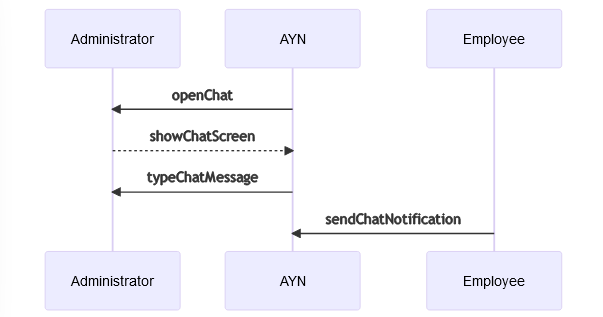 Administrator AYN Employee
openChat
showChatScreen
typeChatMessage
sendChatNotification
Administrator AYN Employee